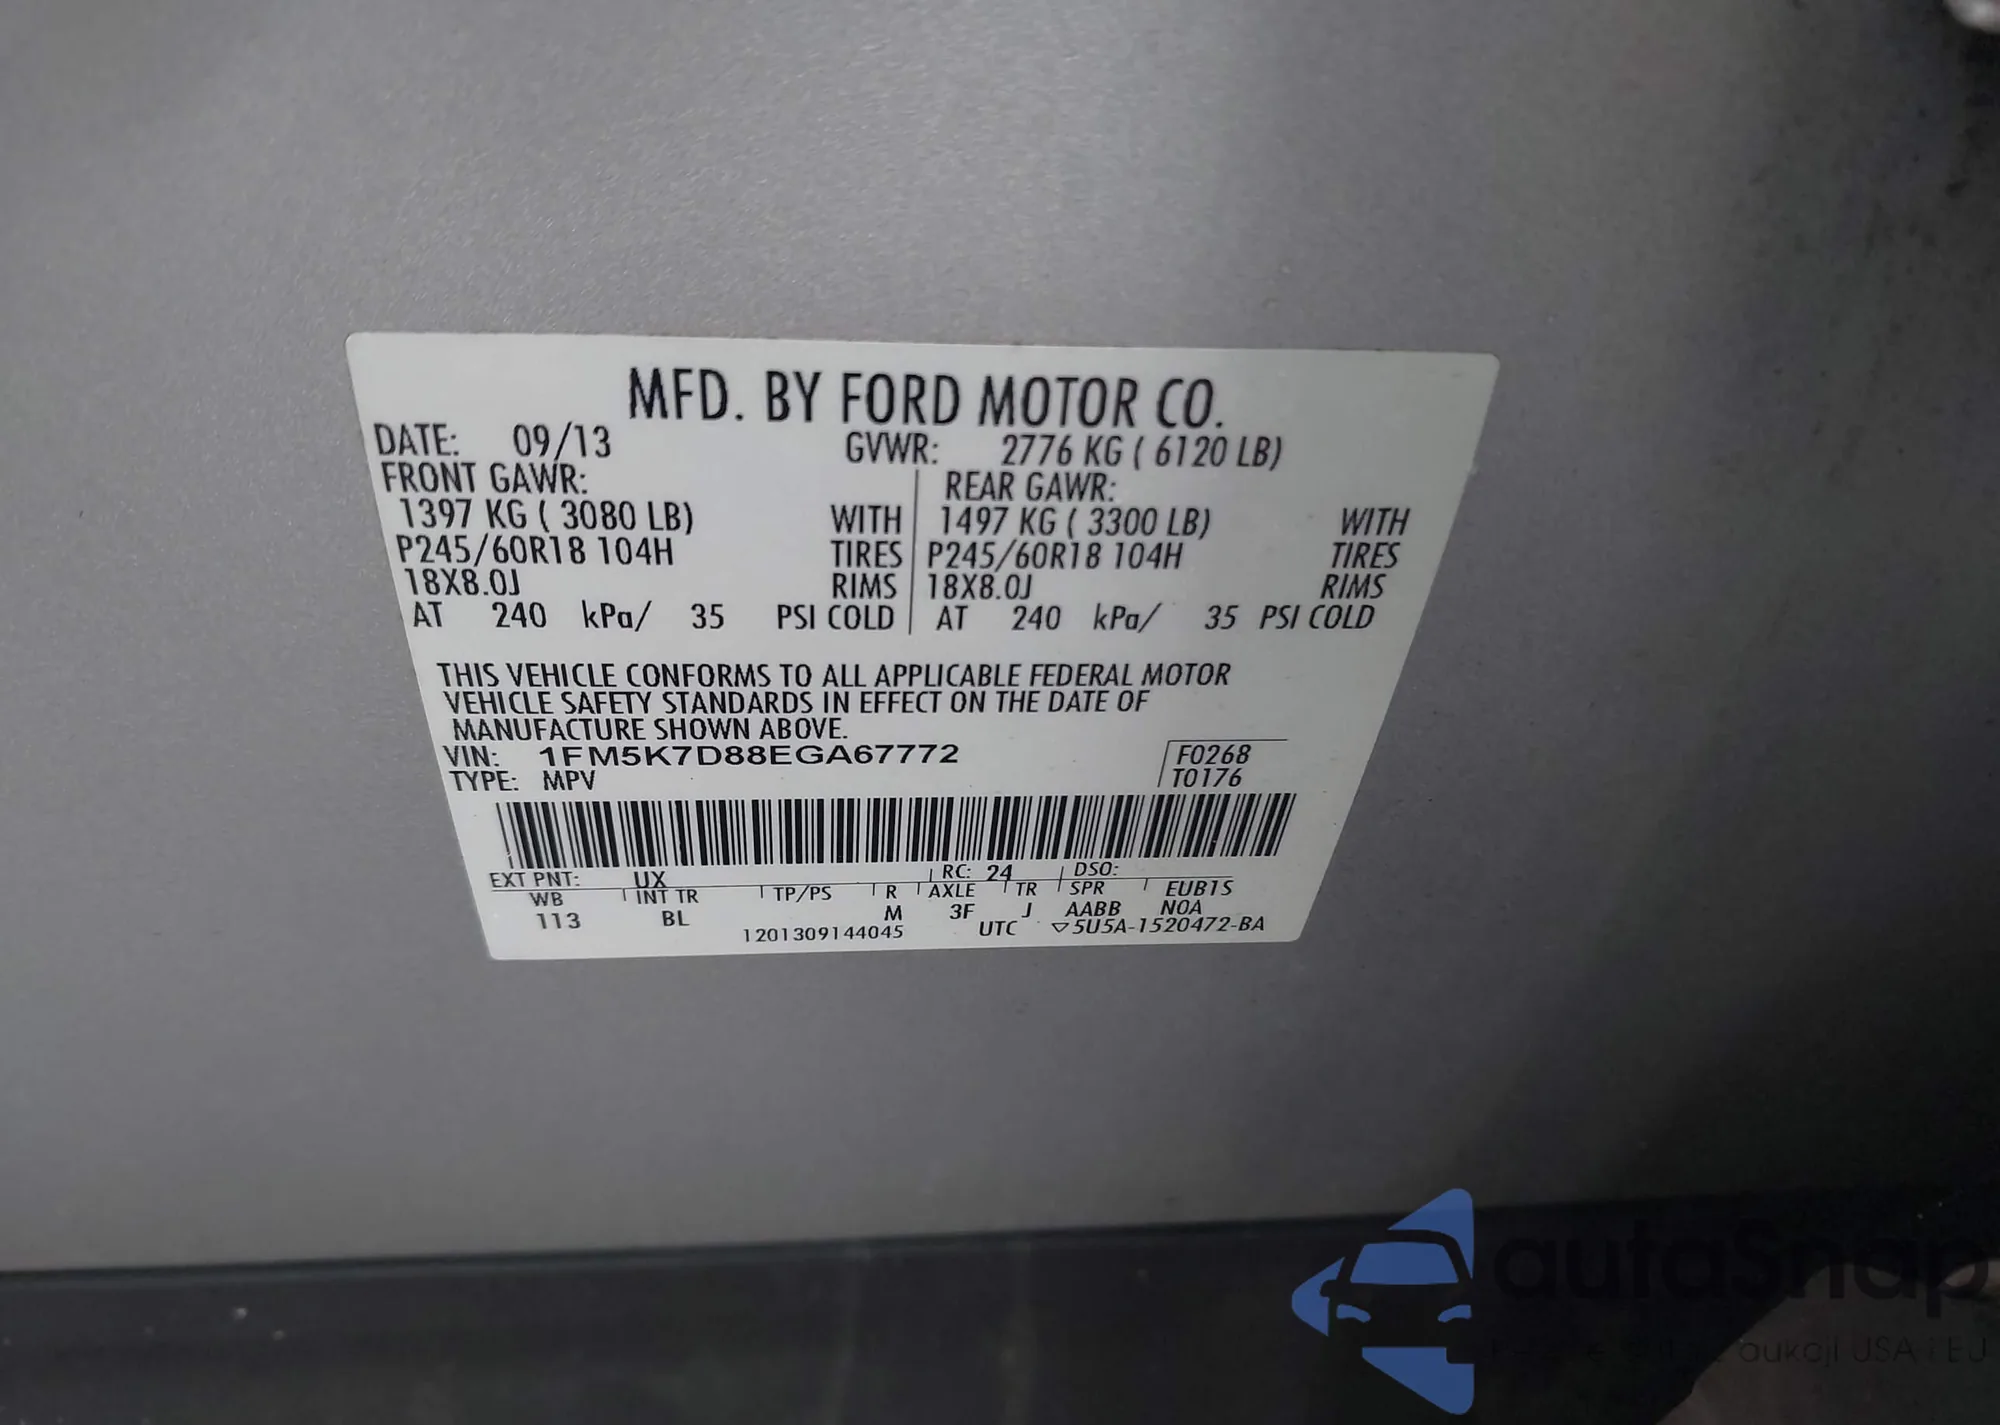 MFD. BY FORD MOTOR CO.
DATE: 09/13 GVWR: 2776 KG ( 6120 LB)
FRONT GAWR: REAR GAWR:
1397 KG ( 3080 LB) WITH 1497 KG ( 3300 LB) WITH
P245/60R18 104H TIRES P245/60R18 104H TIRES
18X8.0J RIMS 18X8.0J RIMS
AT 240 kPa/ 35 PSI COLD AT 240 kPa/ 35 PSI COLD
THIS VEHICLE CONFORMS TO ALL APPLICABLE FEDERAL MOTOR
VEHICLE SAFETY STANDARDS IN EFFECT ON THE DATE OF
MANUFACTURE SHOWN ABOVE.
VIN: 1FM5K7D88EGA67772 F0268
TYPE: MPV T0176
EXT PNT: UX RC: 24 DSO:
WB INT TR TP/PS R AXLE TR SPR EUB1S
113 BL M 3F J AABB N0A
1201309144045 UTC ▽5U5A-1520472-BA
autaSnap
aukcji USA i EU